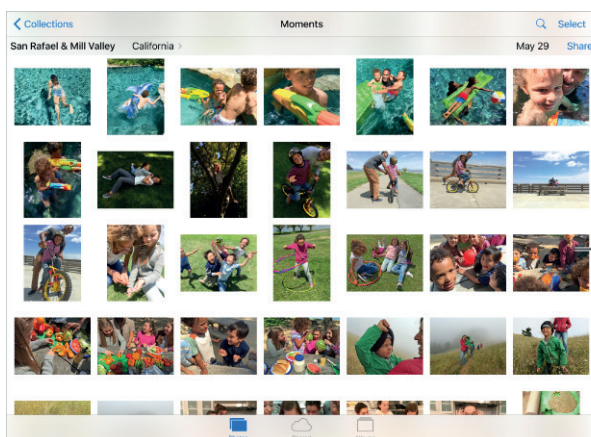 Collections
Moments
Select
San Rafael & Mill Valley
California
May 29
Share